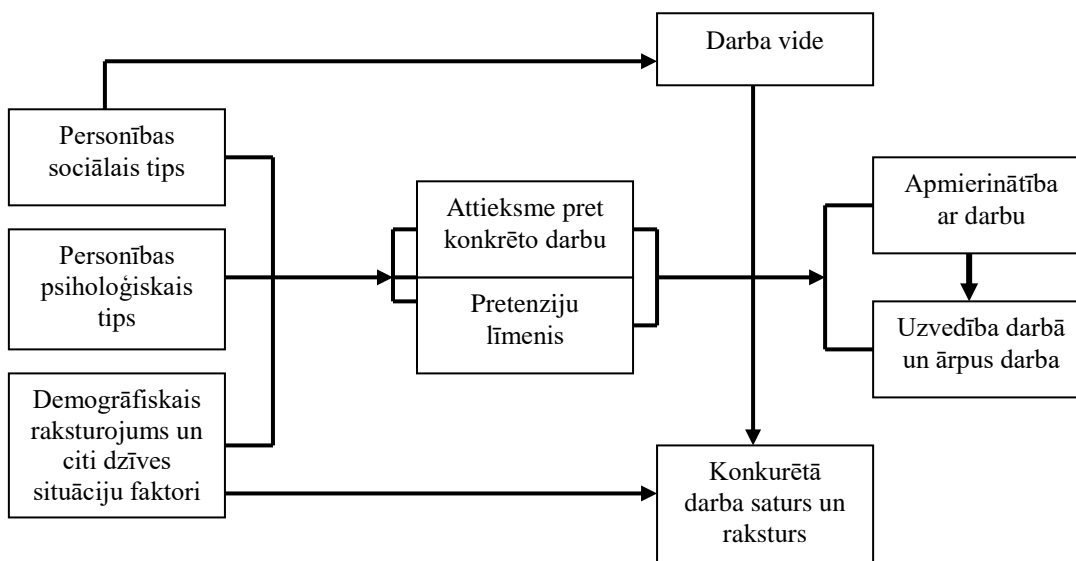 Darba vide
Personības
sociālais tips
Personības
psiholoģiskais
tips
Demogrāfiskais
raksturojums un
citi dzīves
situāciju faktori
Attieksme pret
konkrēto darbu
Pretenziju
līmenis
Apmierinātība
ar darbu
Uzvedība darbā
un ārpus darba
Konkurētā
darba saturs un
raksturs